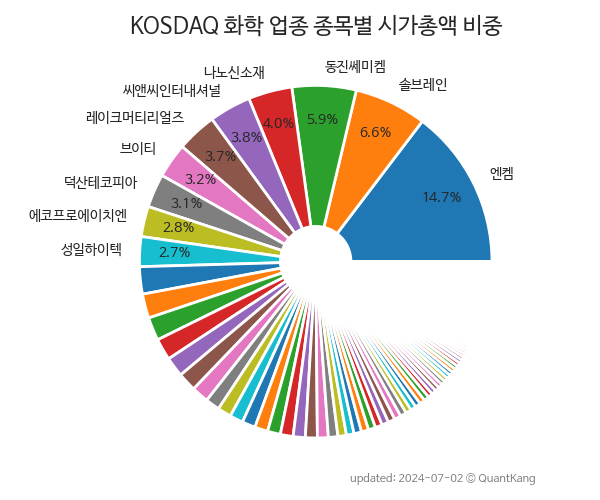 KOSDAQ 화학 업종 종목별 시가총액 비중
엔켐
14.7%
솔브레인
6.6%
동진쎄미켐
5.9%
나노신소재
4.0%
씨앤씨인터내셔널
3.8%
레이크머티리얼즈
3.7%
브이티
3.2%
덕산테코피아
3.1%
에코프로에이치엔
2.8%
성일하이텍
2.7%
updated: 2024-07-02 © QuantKang